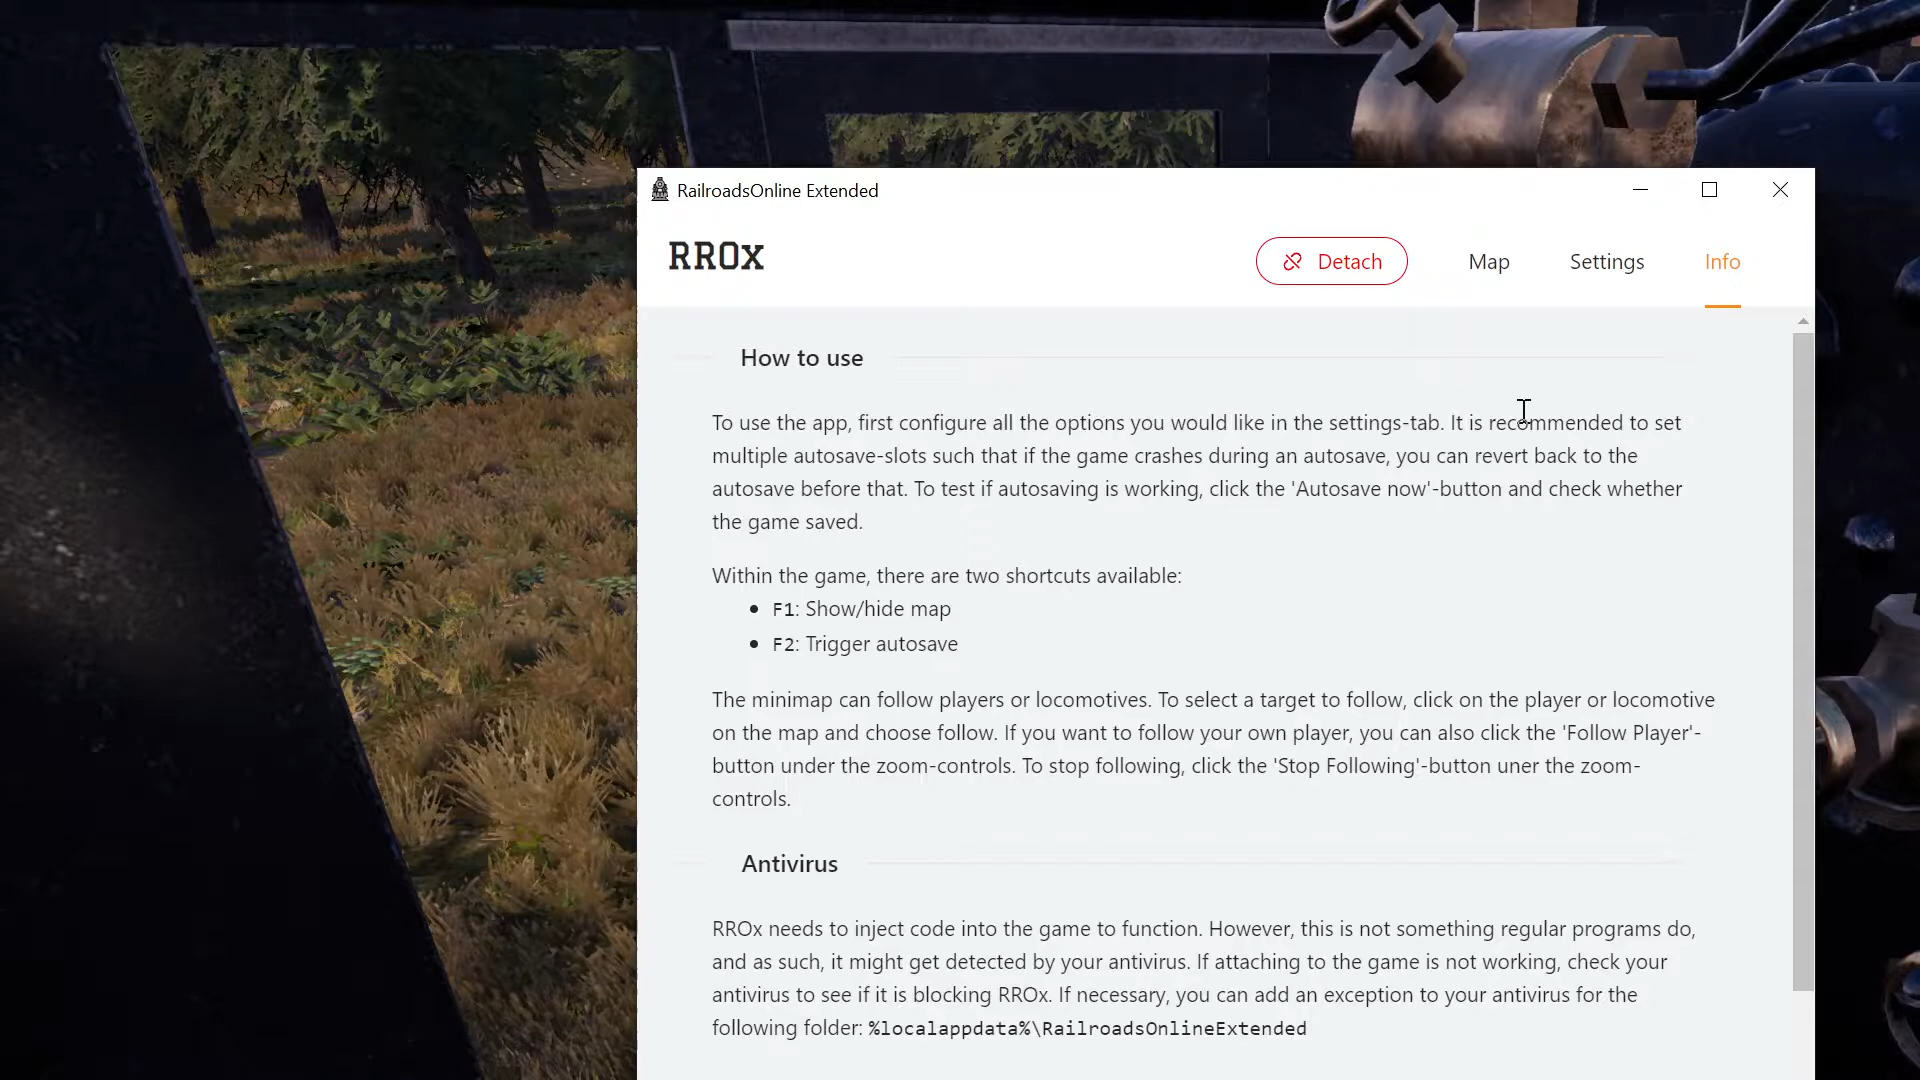 RailroadsOnline Extended
RROx
Detach
Map
Settings
Info
How to use
To use the app, first configure all the options you would like in the settings-tab. It is recommended to set
multiple autosave-slots such that if the game crashes during an autosave, you can revert back to the
autosave before that. To test if autosaving is working, click the 'Autosave now'-button and check whether
the game saved.
Within the game, there are two shortcuts available:
• F1: Show/hide map
• F2: Trigger autosave
The minimap can follow players or locomotives. To select a target to follow, click on the player or locomotive
on the map and choose follow. If you want to follow your own player, you can also click the 'Follow Player'-
button under the zoom-controls. To stop following, click the 'Stop Following'-button uner the zoom-
controls.
Antivirus
RROx needs to inject code into the game to function. However, this is not something regular programs do,
and as such, it might get detected by your antivirus. If attaching to the game is not working, check your
antivirus to see if it is blocking RROx. If necessary, you can add an exception to your antivirus for the
following folder: %localappdata%\RailroadsOnlineExtended